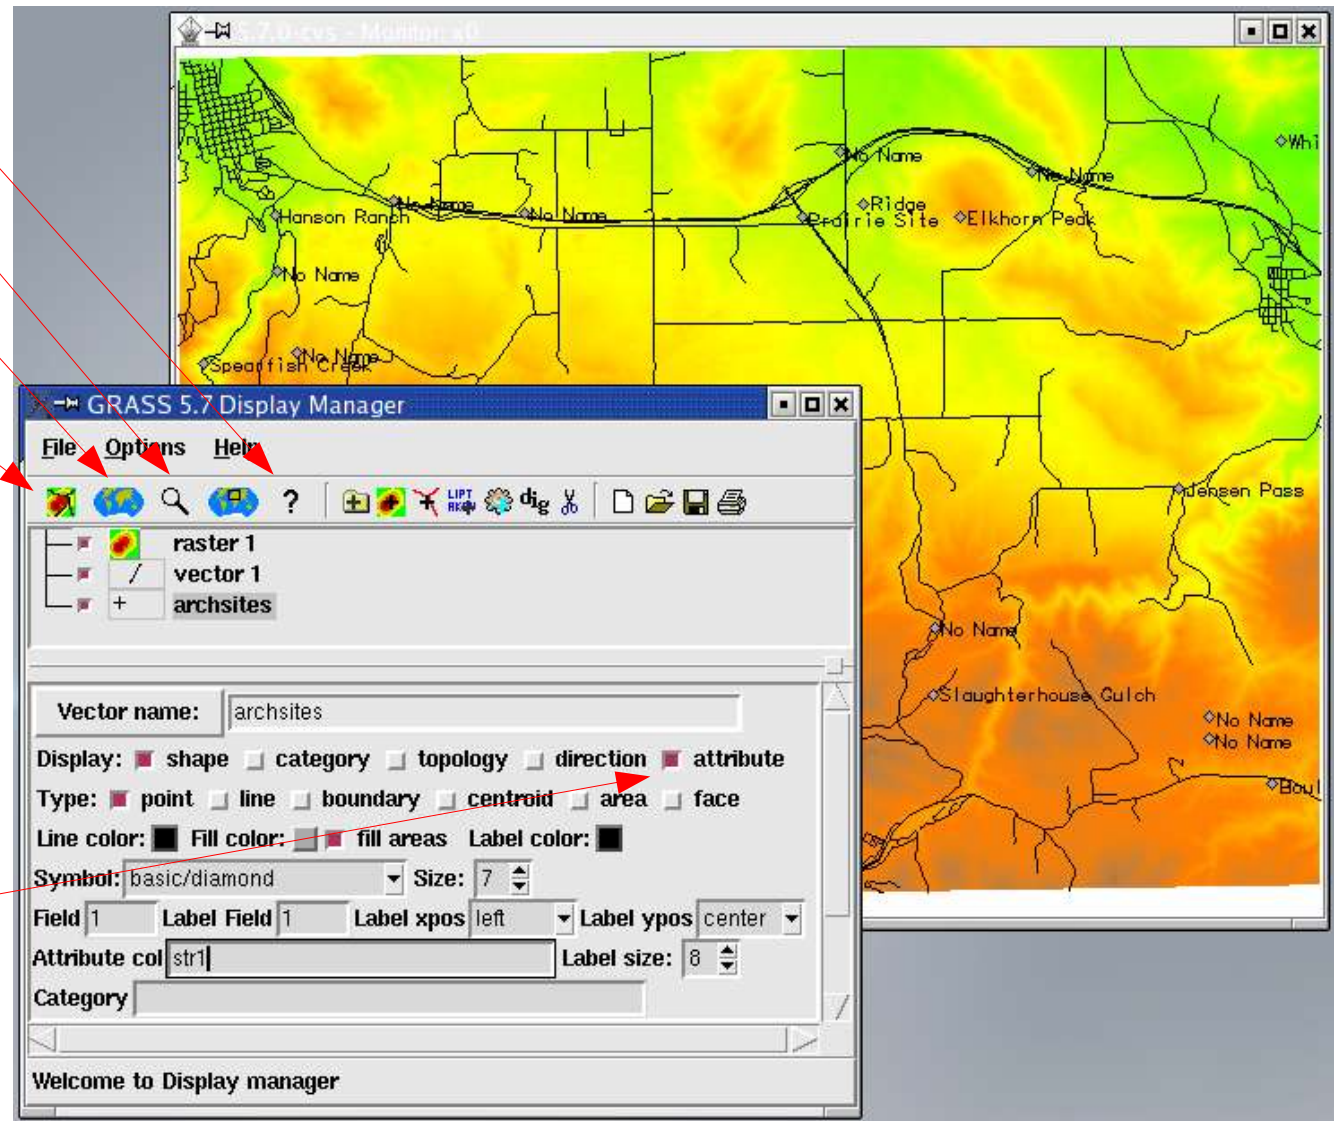 5.7.0-cvs - Monitor: x0
No Name
No Name
Whi
No Name
No Name
Hanson Ranch
Ridge
Prairie Site
Elkhorn Peak
No Name
No Name
Spearfish Creek
Jensen Pass
No Name
Slaughterhouse Gulch
No Name
No Name
Boul
GRASS 5.7 Display Manager
File Options Help
? dig
raster 1
vector 1
archsites
Vector name: archsites
Display: shape category topology direction attribute
Type: point line boundary centroid area face
Line color: Fill color: fill areas Label color:
Symbol: basic/diamond Size: 7
Field 1 Label Field 1 Label xpos left Label ypos center
Attribute col str1 Label size: 8
Category
Welcome to Display manager